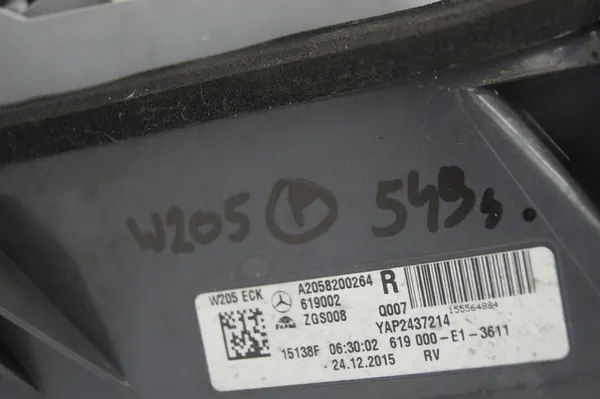 W205 P 543s.
W205 ECK A2058200264 R
619002 Q007 155564884
ZGS008 YAP2437214
15138F 06:30:02 619 000-E1-3611
24.12.2015 RV